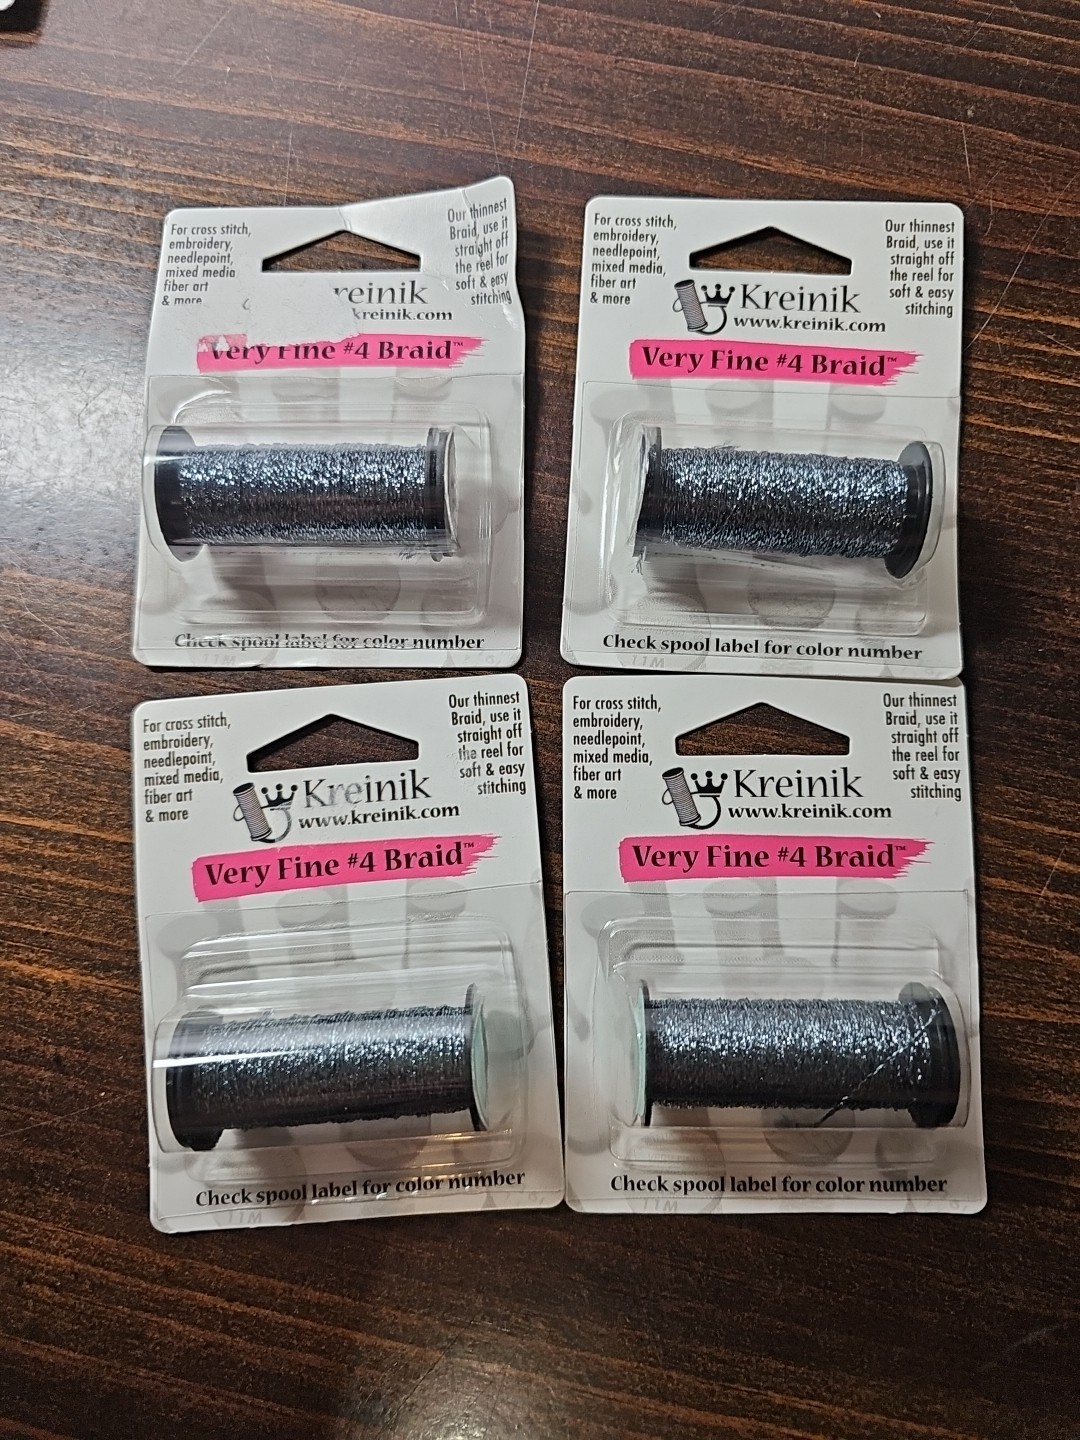 For cross stitch,
embroidery,
needlepoint,
mixed media
fiber art
& more
Our thinnest
Braid, use it
straight off
the reel for
soft & easy
stitching
reinik
kreinik.com
Very Fine #4 Braid™
Check spool label for color number
For cross stitch,
embroidery,
needlepoint,
mixed media,
fiber art
& more
Our thinnest
Braid, use it
straight off
the reel for
soft & easy
stitching
Kreinik
www.kreinik.com
Very Fine #4 Braid™
Check spool label for color number
11M
For cross stitch,
embroidery,
needlepoint,
mixed media,
fiber art
& more
Our thinnest
Braid, use it
straight off
the reel for
soft & easy
stitching
Kreinik
www.kreinik.com
Very Fine #4 Braid™
Check spool label for color number
11M
For cross stitch,
embroidery,
needlepoint,
mixed media,
fiber art
& more
Our thinnest
Braid, use it
straight off
the reel for
soft & easy
stitching
Kreinik
www.kreinik.com
Very Fine #4 Braid™
Check spool label for color number
11M